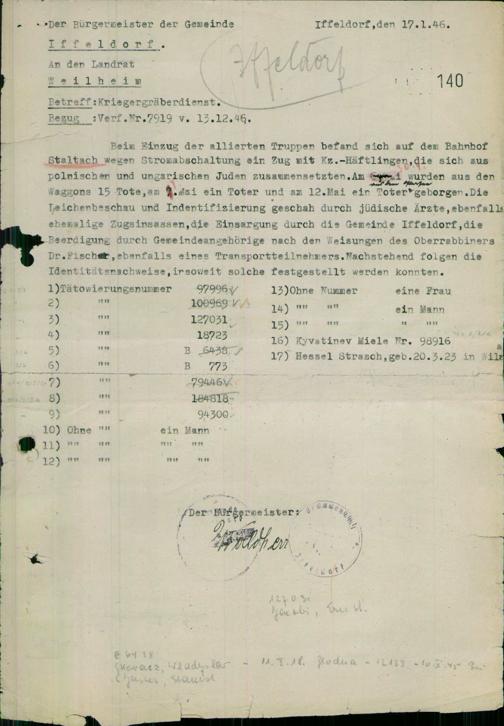 Der Bürgermeister der Gemeinde Iffeldorf,den 17.1.46.
Iffeldorf.
Iffeldorf
An den Landrat
140
Weilheim
Betreff:Kriegergräberdienst.
Bezug :Verf.Nr.7919 v. 13.12.46.
Beim Einzug der allierten Truppen befand sich auf dem Bahnhof
Staltach wegen Stromabschaltung ein Zug mit Kz.-Häftlingen,die sich aus
polnischen und ungarischen Juden zusammensetzten.Am wurden aus den
Waggons 15 Tote,am .Mai ein Toter und am 12.Mai ein Toter geborgen.Die
Leichenbeschau und Indentifizierung geschah durch jüdische Ärzte,ebenfalls
ehemalige Zugsinsassen,die Einsargung durch die Gemeinde Iffeldorf,die
Beerdigung durch Gemeindeangehörige nach den Weisungen des Oberrabbiners
Dr.Fischer,ebenfalls eines Transportteilnehmers.Nachstehend folgen die
Identitätsnachweise,insoweit solche festgestellt werden konnten.
1)Tätowierungsnummer 97996 13)Ohne Nummer eine Frau
2) "" 100969 14) "" "" ein Mann
3) "" 127031 15) "" "" " ""
4) "" 18723 16) Kyvatinev Miele Nr. 98916
5) "" B 6438 17) Hessel Strasch,geb.20.3.23 in
6) "" B 773
7) "" 79446
8) "" 184818
9) "" 94300
10) Ohne "" ein Mann
11) "" "" "" ""
12) "" "" "" ""
Der Bürgermeister:
127031
B 6438